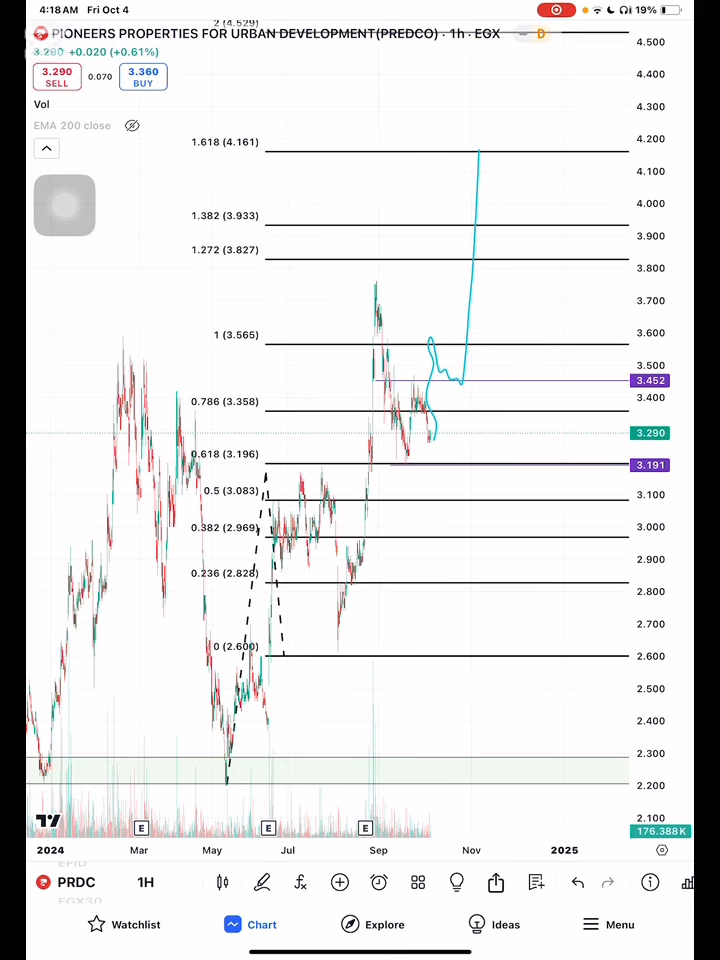 4:18 AM Fri Oct 4
19%
2 (4.529)
PIONEERS PROPERTIES FOR URBAN DEVELOPMENT(PREDCO) · 1h · EGX
D
3.290 +0.020 (+0.61%)
3.290
SELL
0.070
3.360
BUY
Vol
EMA 200 close
1.618 (4.161)
1.382 (3.933)
1.272 (3.827)
1 (3.565)
0.786 (3.358)
0.618 (3.196)
0.5 (3.083)
0.382 (2.969)
0.236 (2.828)
0 (2.600)
4.500
4.400
4.300
4.200
4.100
4.000
3.900
3.800
3.700
3.600
3.500
3.452
3.400
3.290
3.191
3.100
3.000
2.900
2.800
2.700
2.600
2.500
2.400
2.300
2.200
2.100
176.388K
E
E
E
2024 Mar May Jul Sep Nov 2025
EFID
PRDC 1H
EGX30
Watchlist Chart Explore Ideas Menu